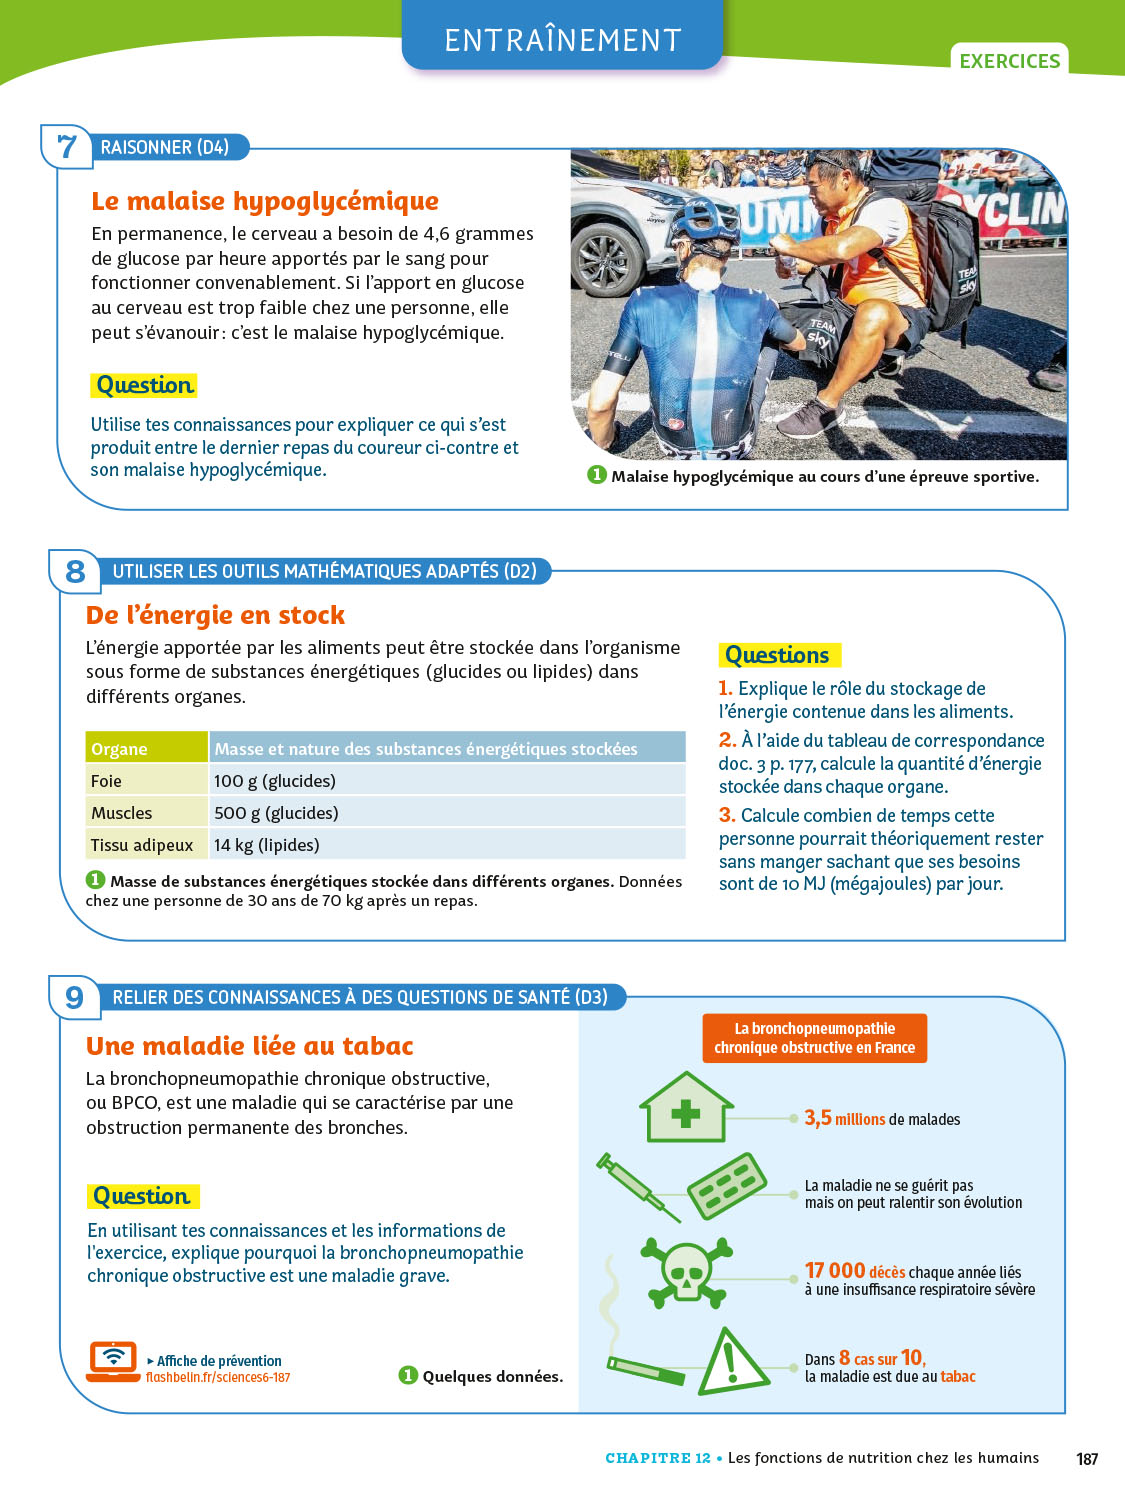 ENTRAÎNEMENT
EXERCICES
7 RAISONNER (D4)
Le malaise hypoglycémique
En permanence, le cerveau a besoin de 4,6 grammes
de glucose par heure apportés par le sang pour
fonctionner convenablement. Si l'apport en glucose
au cerveau est trop faible chez une personne, elle
peut s'évanouir : c'est le malaise hypoglycémique.
Question
Utilise tes connaissances pour expliquer ce qui s'est
produit entre le dernier repas du coureur ci-contre et
son malaise hypoglycémique.
UMM
CYCLIN
TEAM
sky
TEAM
sky
1 Malaise hypoglycémique au cours d'une épreuve sportive.
8 UTILISER LES OUTILS MATHÉMATIQUES ADAPTÉS (D2)
De l'énergie en stock
L'énergie apportée par les aliments peut être stockée dans l'organisme
sous forme de substances énergétiques (glucides ou lipides) dans
différents organes.
Organe Masse et nature des substances énergétiques stockées
Foie 100 g (glucides)
Muscles 500 g (glucides)
Tissu adipeux 14 kg (lipides)
1 Masse de substances énergétiques stockée dans différents organes. Données
chez une personne de 30 ans de 70 kg après un repas.
Questions
1. Explique le rôle du stockage de
l'énergie contenue dans les aliments.
2. À l'aide du tableau de correspondance
doc. 3 p. 177, calcule la quantité d'énergie
stockée dans chaque organe.
3. Calcule combien de temps cette
personne pourrait théoriquement rester
sans manger sachant que ses besoins
sont de 10 MJ (mégajoules) par jour.
9 RELIER DES CONNAISSANCES À DES QUESTIONS DE SANTÉ (D3)
Une maladie liée au tabac
La bronchopneumopathie chronique obstructive,
ou BPCO, est une maladie qui se caractérise par une
obstruction permanente des bronches.
Question
En utilisant tes connaissances et les informations de
l'exercice, explique pourquoi la bronchopneumopathie
chronique obstructive est une maladie grave.
▸ Affiche de prévention
flashbelin.fr/sciences6-187
1 Quelques données.
La bronchopneumopathie
chronique obstructive en France
3,5 millions de malades
La maladie ne se guérit pas
mais on peut ralentir son évolution
17 000 décès chaque année liés
à une insuffisance respiratoire sévère
Dans 8 cas sur 10,
la maladie est due au tabac
CHAPITRE 12 • Les fonctions de nutrition chez les humains 187